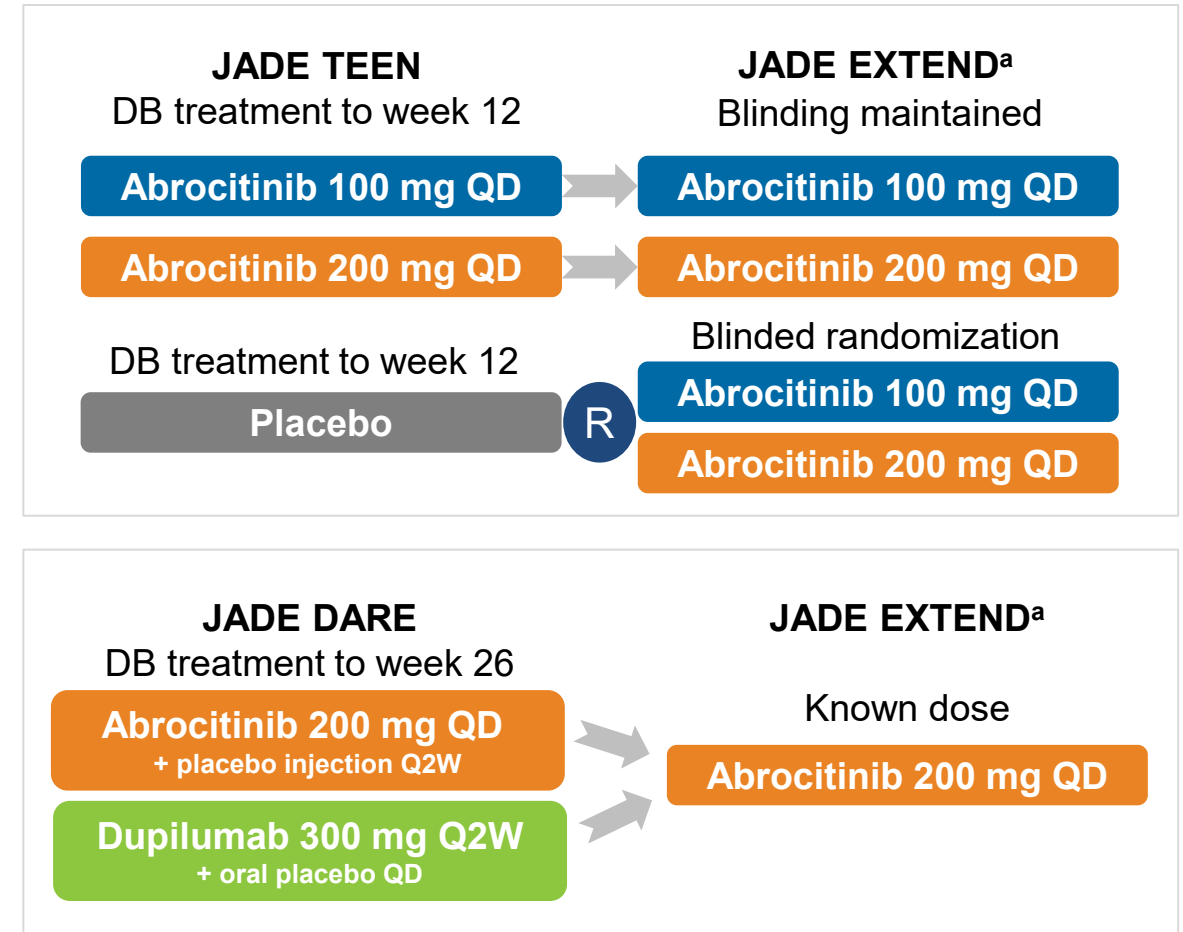 JADE TEEN
DB treatment to week 12
JADE EXTENDᵃ
Blinding maintained
Abrocitinib 100 mg QD
Abrocitinib 100 mg QD
Abrocitinib 200 mg QD
Abrocitinib 200 mg QD
DB treatment to week 12
Placebo
R
Blinded randomization
Abrocitinib 100 mg QD
Abrocitinib 200 mg QD
JADE DARE
DB treatment to week 26
Abrocitinib 200 mg QD
+ placebo injection Q2W
Dupilumab 300 mg Q2W
+ oral placebo QD
JADE EXTENDᵃ
Known dose
Abrocitinib 200 mg QD